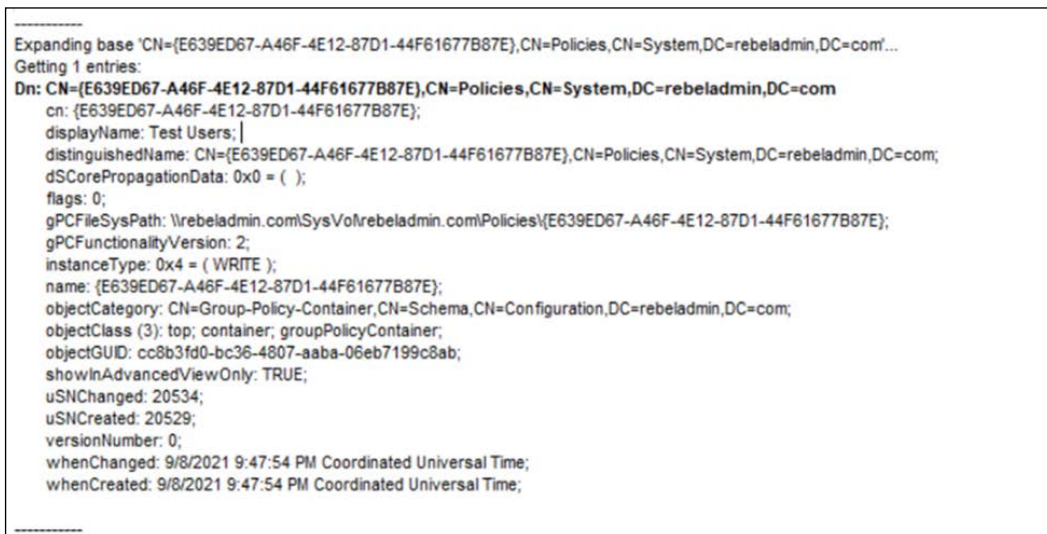 -----------
Expanding base 'CN={E639ED67-A46F-4E12-87D1-44F61677B87E},CN=Policies,CN=System,DC=rebeladmin,DC=com'...
Getting 1 entries:
Dn: CN={E639ED67-A46F-4E12-87D1-44F61677B87E},CN=Policies,CN=System,DC=rebeladmin,DC=com
cn: {E639ED67-A46F-4E12-87D1-44F61677B87E};
displayName: Test Users;
distinguishedName: CN={E639ED67-A46F-4E12-87D1-44F61677B87E},CN=Policies,CN=System,DC=rebeladmin,DC=com;
dSCorePropagationData: 0x0 = ( );
flags: 0;
gPCFileSysPath: \\rebeladmin.com\SysVol\rebeladmin.com\Policies\{E639ED67-A46F-4E12-87D1-44F61677B87E};
gPCFunctionalityVersion: 2;
instanceType: 0x4 = ( WRITE );
name: {E639ED67-A46F-4E12-87D1-44F61677B87E};
objectCategory: CN=Group-Policy-Container,CN=Schema,CN=Configuration,DC=rebeladmin,DC=com;
objectClass (3): top; container; groupPolicyContainer;
objectGUID: cc8b3fd0-bc36-4807-aaba-06eb7199c8ab;
showInAdvancedViewOnly: TRUE;
uSNChanged: 20534;
uSNCreated: 20529;
versionNumber: 0;
whenChanged: 9/8/2021 9:47:54 PM Coordinated Universal Time;
whenCreated: 9/8/2021 9:47:54 PM Coordinated Universal Time;
-----------